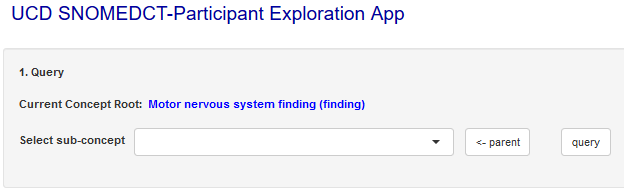 UCD SNOMEDCT-Participant Exploration App
1. Query
Current Concept Root: Motor nervous system finding (finding)
Select sub-concept <- parent query